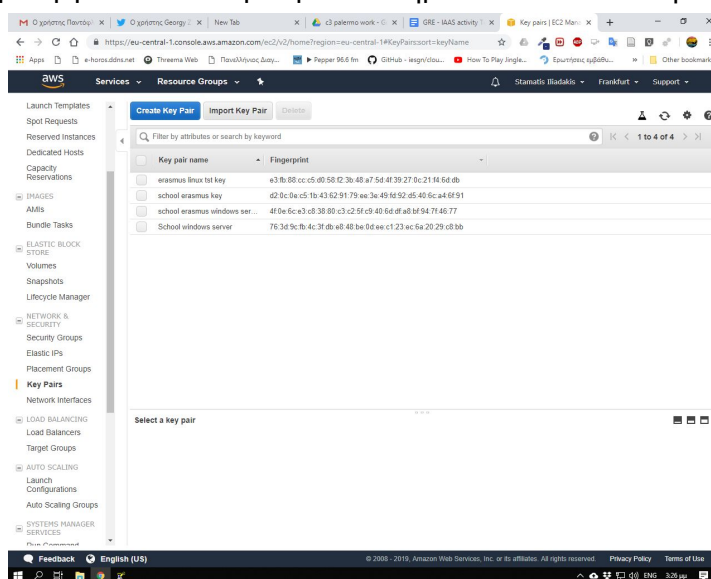 Ο χρήστης Παντόφλ
Ο χρήστης Georgy Z
New Tab
c3 palermo work - G
GRE - IAAS activity
Key pairs | EC2 Mana
https://eu-central-1.console.aws.amazon.com/ec2/v2/home?region=eu-central-1#KeyPairs:sort=keyName
Apps
e-horos.ddns.net
Threema Web
Πανελλήνιος Διαγ...
Pepper 96.6 fm
GitHub - iesgn/clou...
How To Play Jingle...
Ερωτήσεις εμβάθυ...
Other bookmark
aws
Services
Resource Groups
Stamatis Iliadakis
Frankfurt
Support
Launch Templates
Spot Requests
Reserved Instances
Dedicated Hosts
Capacity
Reservations
IMAGES
AMIs
Bundle Tasks
ELASTIC BLOCK
STORE
Volumes
Snapshots
Lifecycle Manager
NETWORK &
SECURITY
Security Groups
Elastic IPs
Placement Groups
Key Pairs
Network Interfaces
LOAD BALANCING
Load Balancers
Target Groups
AUTO SCALING
Launch
Configurations
Auto Scaling Groups
SYSTEMS MANAGER
SERVICES
Run Command
Create Key Pair Import Key Pair Delete
Filter by attributes or search by keyword
1 to 4 of 4
Key pair name Fingerprint
erasmus linux tst key e3:fb:88:cc:c5:d0:58:f2:3b:48:a7:5d:4f:39:27:0c:21:f4:6d:db
school erasmus key d2:0c:0e:c5:1b:43:62:91:79:ee:3e:49:fd:92:d5:40:6c:a4:6f:91
school erasmus windows ser... 4f:0e:6c:e3:c8:38:80:c3:c2:5f:c9:40:6d:df:a8:bf:94:7f:46:77
School windows server 76:3d:9c:fb:4c:3f:db:e8:48:be:0d:ee:c1:23:ec:6a:20:29:c8:bb
Select a key pair
Feedback
English (US)
© 2008 - 2019, Amazon Web Services, Inc. or its affiliates. All rights reserved.
Privacy Policy
Terms of Use
ENG
3:26 μμ